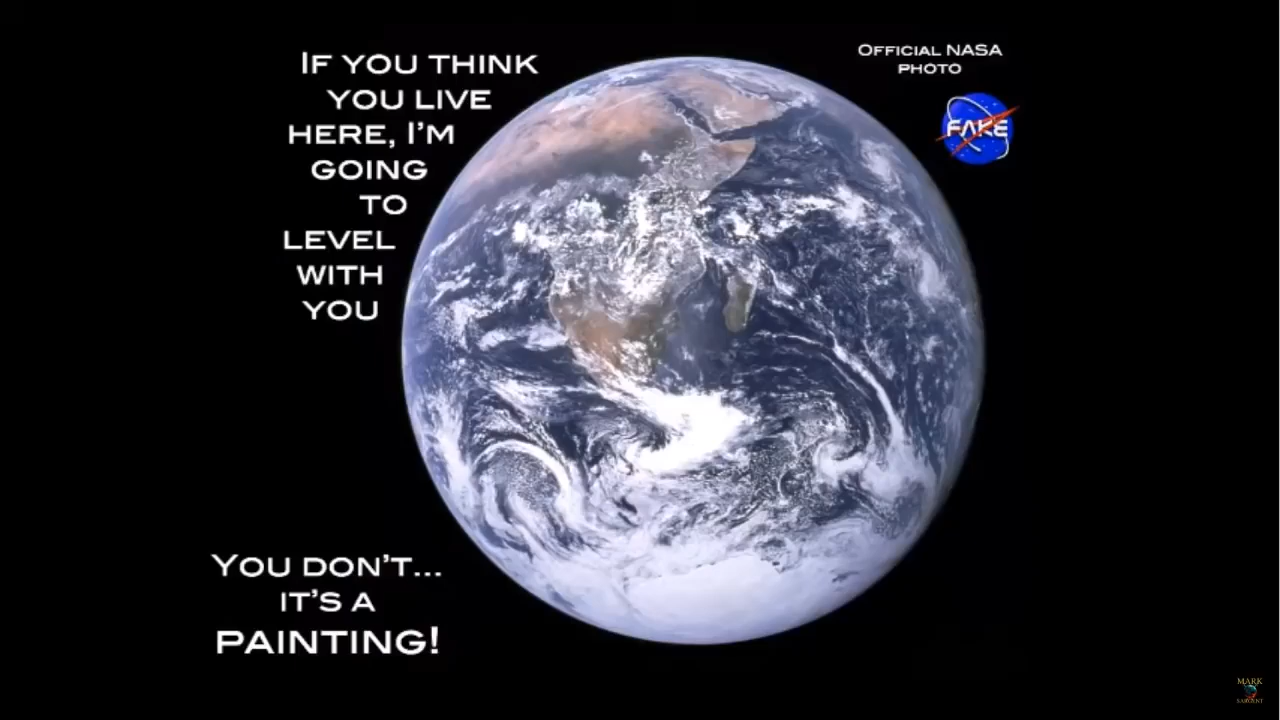 If you think
you live
here, I'm
going
to
level
with
you
Official NASA
photo
FAKE
You don't...
it's a
painting!
MARK
SARGENT